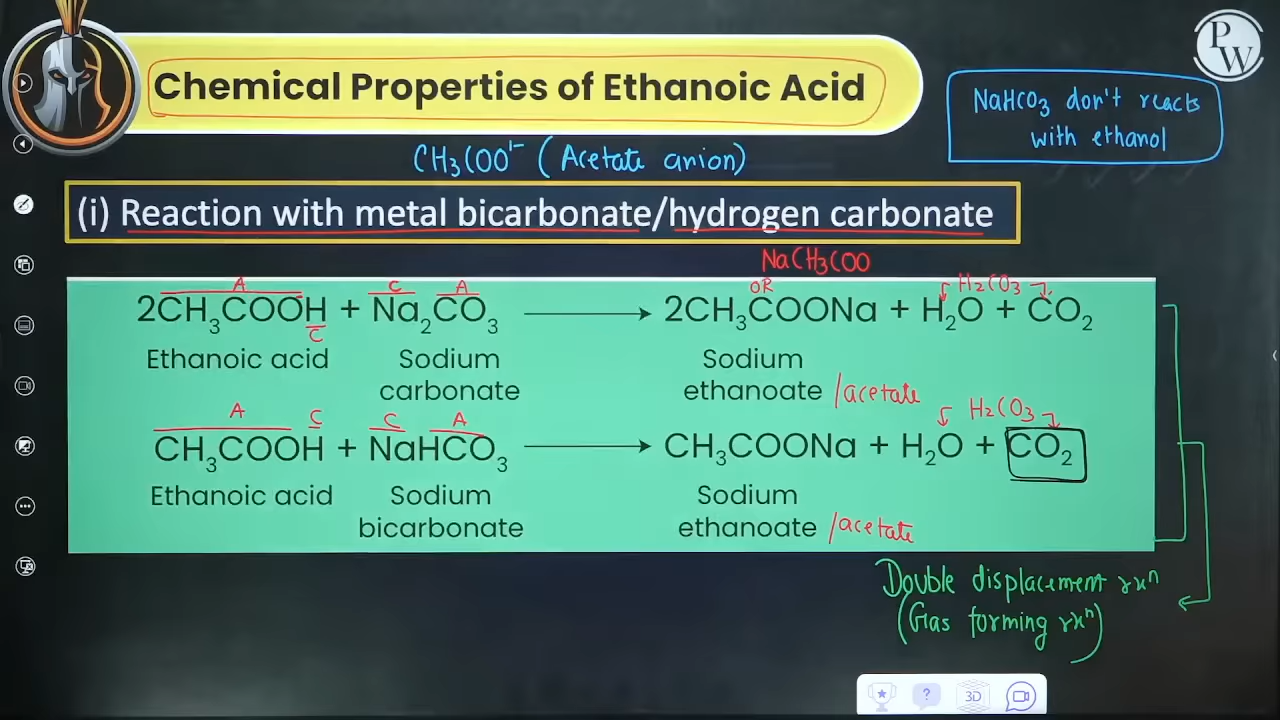 PW
Chemical Properties of Ethanoic Acid
NaHCO3 don't reacts
with ethanol
CH3COO¹⁻ (Acetate anion)
(i) Reaction with metal bicarbonate/hydrogen carbonate
NaCH3COO
OR
A C C A H2CO3
2CH₃COOH + Na₂CO₃ → 2CH₃COONa + H₂O + CO₂
Ethanoic acid Sodium carbonate Sodium ethanoate /acetate
A C C A H2CO3
CH₃COOH + NaHCO₃ → CH₃COONa + H₂O + CO₂
Ethanoic acid Sodium bicarbonate Sodium ethanoate /acetate
Double displacement rxⁿ
(Gas forming rxⁿ)
? 3D